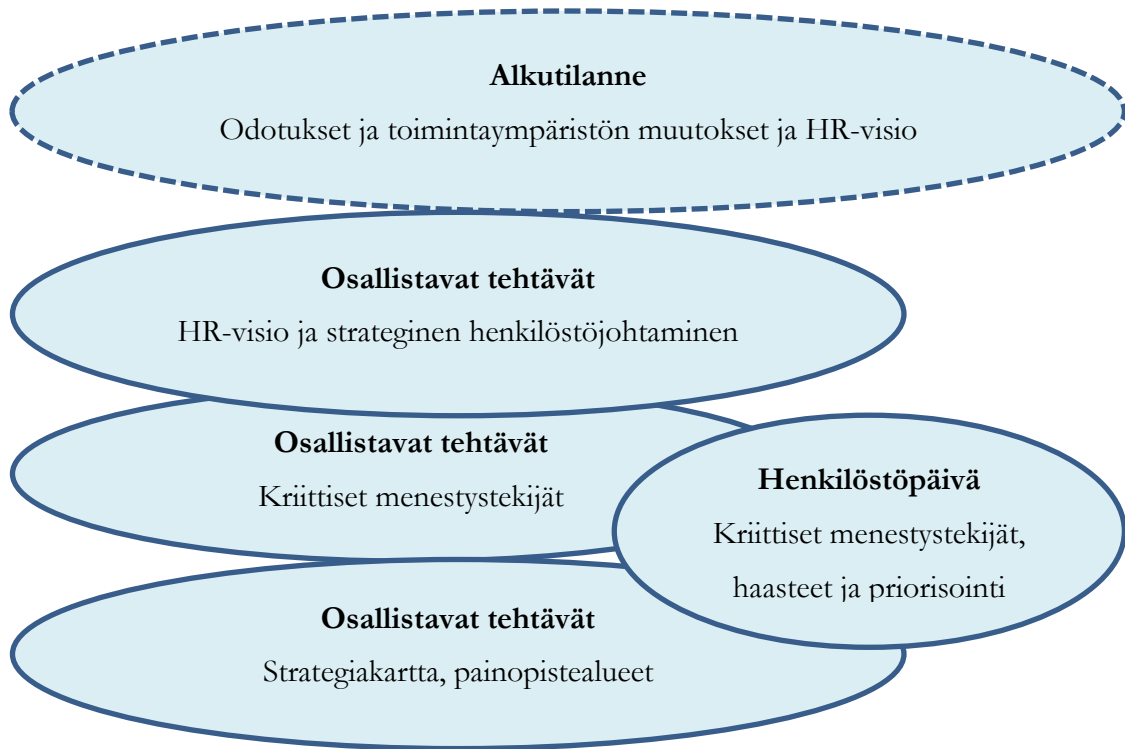 Alkutilanne
Odotukset ja toimintaympäristön muutokset ja HR-visio
Osallistavat tehtävät
HR-visio ja strateginen henkilöstöjohtaminen
Osallistavat tehtävät
Kriittiset menestystekijät
Henkilöstöpäivä
Kriittiset menestystekijät,
haasteet ja priorisointi
Osallistavat tehtävät
Strategiakartta, painopistealueet